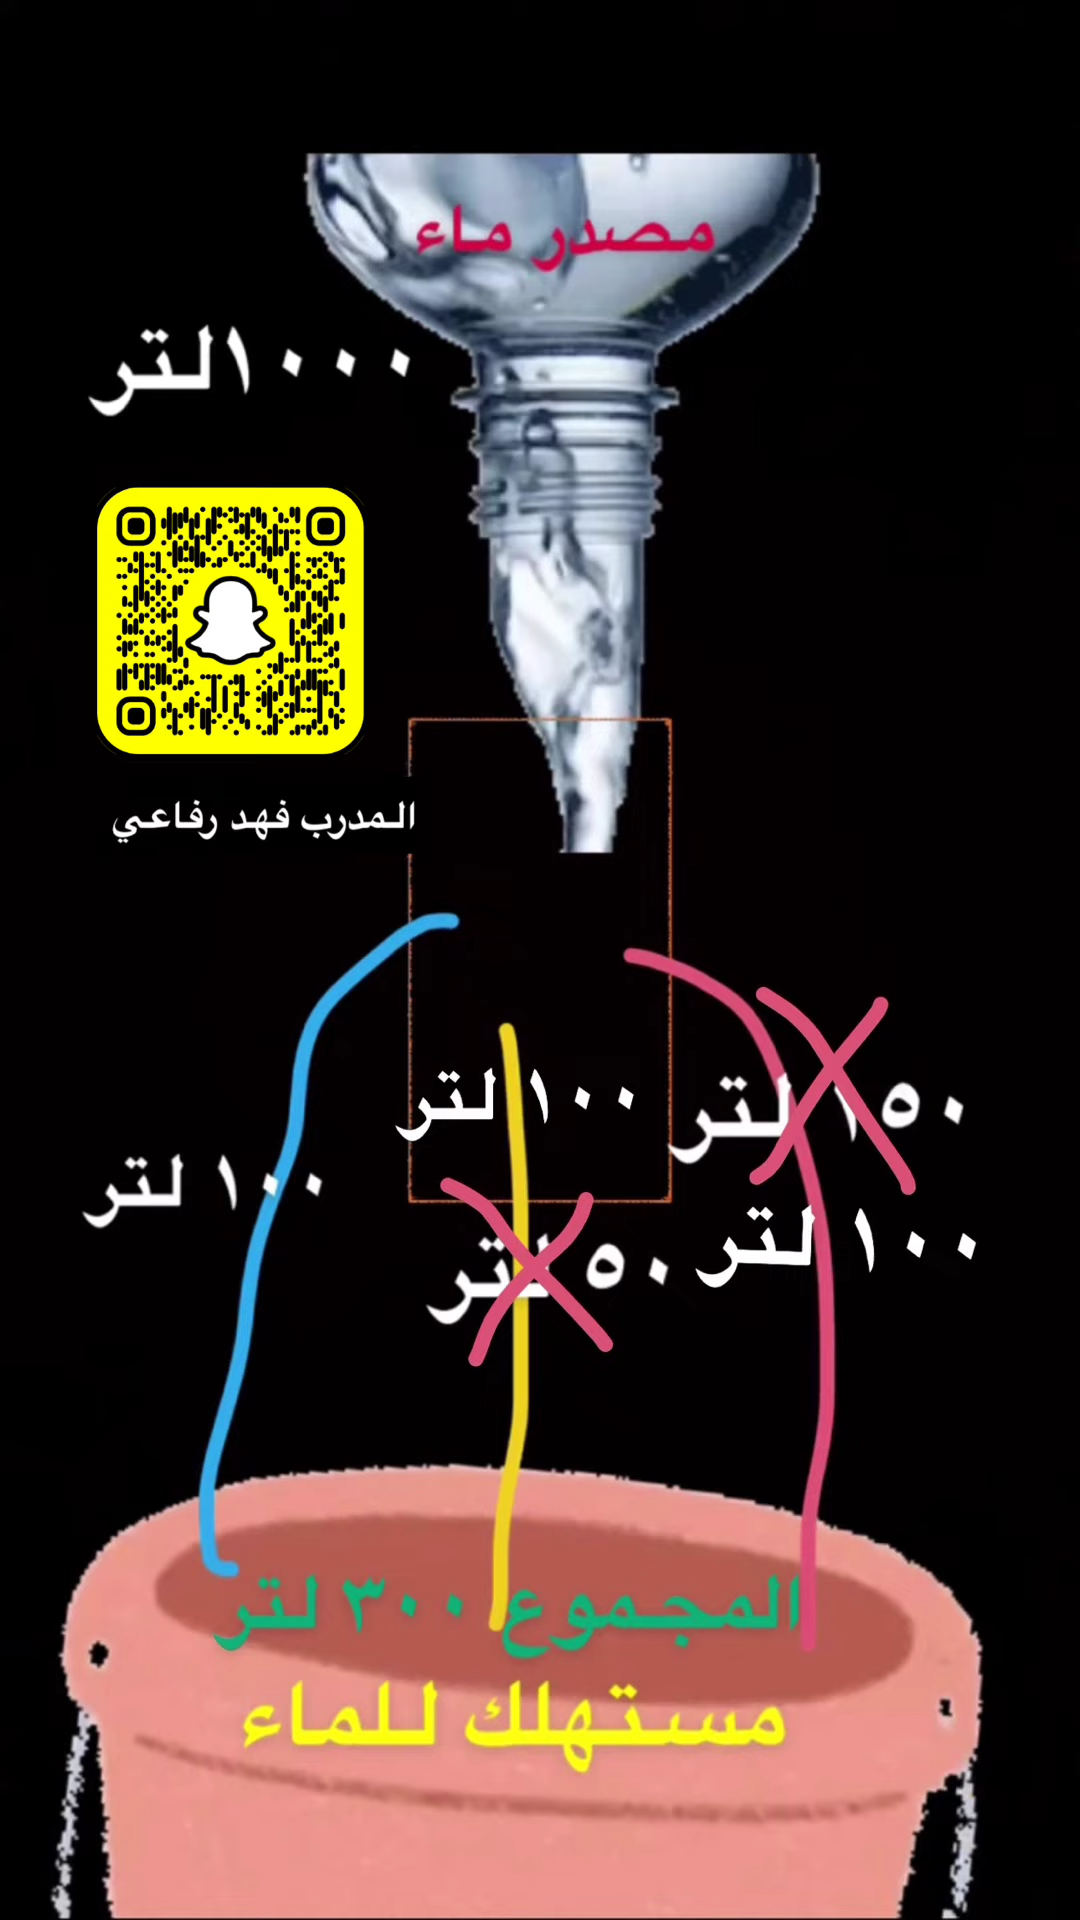 مصدر ماء
١٠٠٠لتر
المدرب فهد رفاعي
١٠٠ لتر
١٥٠ لتر
١٠٠ لتر
١٠٠ لتر
٥٠ لتر
المجموع ٣٠٠ لتر
مستهلك للماء